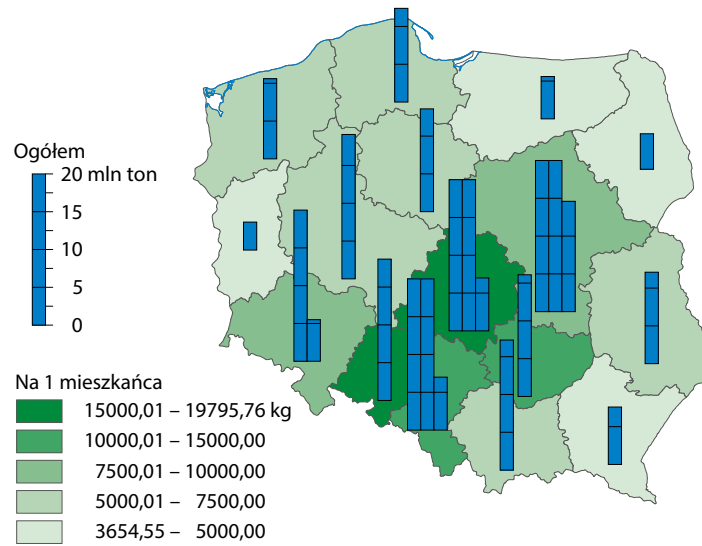 Ogółem
20 mln ton
15
10
5
0
Na 1 mieszkańca
15000,01 – 19795,76 kg
10000,01 – 15000,00
7500,01 – 10000,00
5000,01 – 7500,00
3654,55 – 5000,00